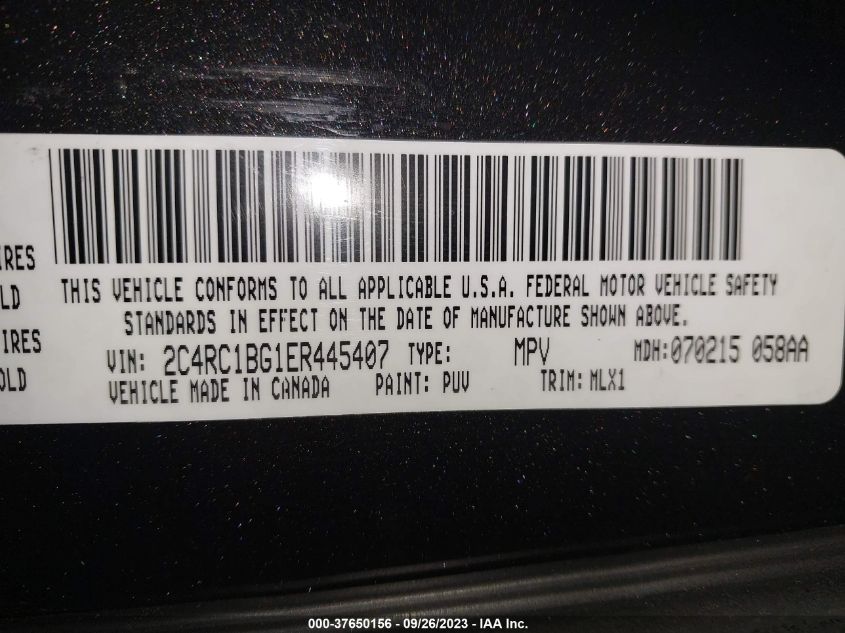 IRES
LD
IRES
OLD
THIS VEHICLE CONFORMS TO ALL APPLICABLE U.S.A. FEDERAL MOTOR VEHICLE SAFETY
STANDARDS IN EFFECT ON THE DATE OF MANUFACTURE SHOWN ABOVE.
VIN: 2C4RC1BG1ER445407 TYPE: MPV MDH:070215 058AA
VEHICLE MADE IN CANADA PAINT: PUV TRIM: MLX1
000-37650156 - 09/26/2023 - IAA Inc.